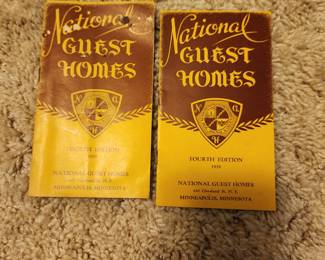 National
GUEST
HOMES
N
G
H
FOURTH EDITION
NATIONAL GUEST HOMES
MINNEAPOLIS, MINNESOTA
National
GUEST
HOMES
N
G
H
FOURTH EDITION
NATIONAL GUEST HOMES
MINNEAPOLIS, MINNESOTA